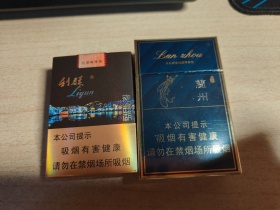 利群
Liqun
本公司提示
吸烟有害健康
请勿在禁烟场所吸烟
Lan zhou
蘭州
本公司提示
吸烟有害健康
请勿在禁烟场所吸烟